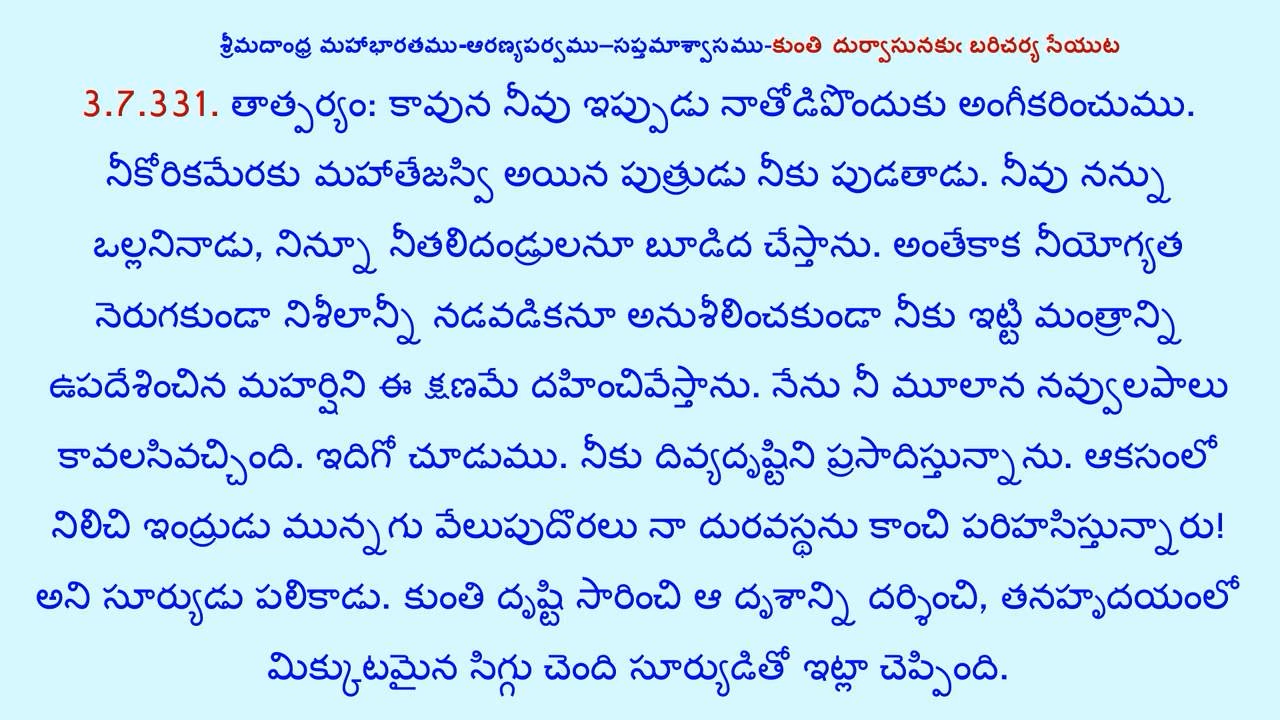 శ్రీమదాంధ్ర మహాభారతము-ఆరణ్యపర్వము–సప్తమాశ్వాసము-కుంతి దుర్వాసునకుఁ బరిచర్య సేయుట
3.7.331. తాత్పర్యం: కావున నీవు ఇప్పుడు నాతోడిపొందుకు అంగీకరించుము.
నీకోరికమేరకు మహాతేజస్వి అయిన పుత్రుడు నీకు పుడతాడు. నీవు నన్ను
ఒల్లనినాడు, నిన్నూ నీతలిదండ్రులనూ బూడిద చేస్తాను. అంతేకాక నీయోగ్యత
నెరుగకుండా నిశీలాన్నీ నడవడికనూ అనుశీలించకుండా నీకు ఇట్టి మంత్రాన్ని
ఉపదేశించిన మహర్షిని ఈ క్షణమే దహించివేస్తాను. నేను నీ మూలాన నవ్వులపాలు
కావలసివచ్చింది. ఇదిగో చూడుము. నీకు దివ్యదృష్టిని ప్రసాదిస్తున్నాను. ఆకసంలో
నిలిచి ఇంద్రుడు మున్నగు వేలుపుదొరలు నా దురవస్థను కాంచి పరిహసిస్తున్నారు!
అని సూర్యుడు పలికాడు. కుంతి దృష్టి సారించి ఆ దృశాన్ని దర్శించి, తనహృదయంలో
మిక్కుటమైన సిగ్గు చెంది సూర్యుడితో ఇట్లా చెప్పింది.